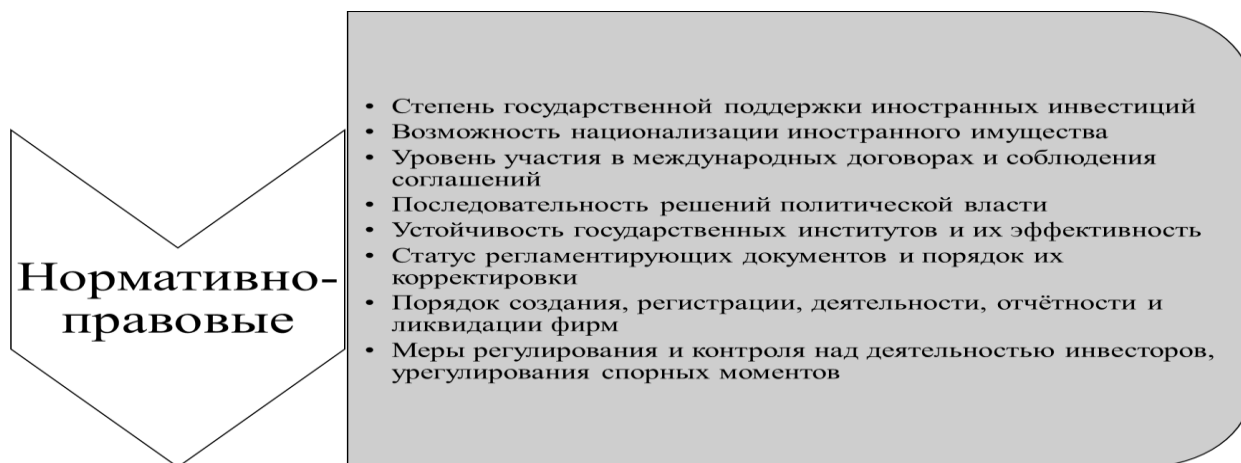 Нормативно-
правовые
• Степень государственной поддержки иностранных инвестиций
• Возможность национализации иностранного имущества
• Уровень участия в международных договорах и соблюдения
соглашений
• Последовательность решений политической власти
• Устойчивость государственных институтов и их эффективность
• Статус регламентирующих документов и порядок их
корректировки
• Порядок создания, регистрации, деятельности, отчётности и
ликвидации фирм
• Меры регулирования и контроля над деятельностью инвесторов,
урегулирования спорных моментов